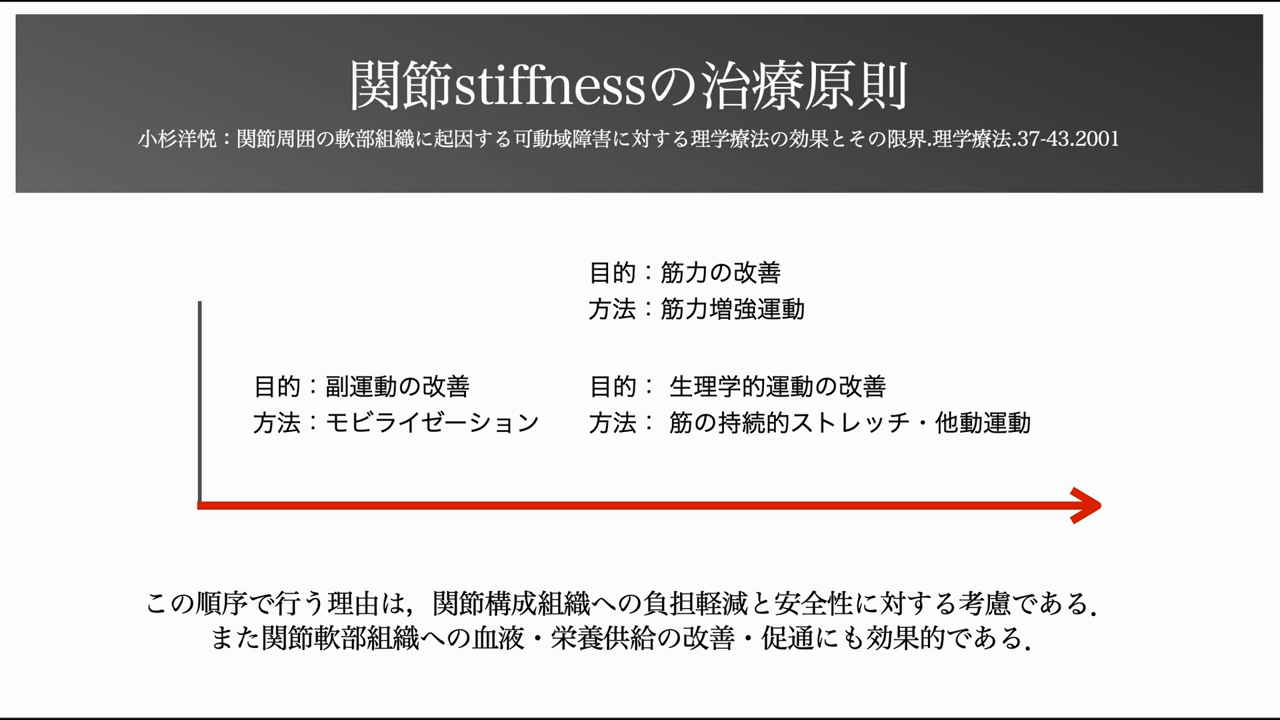 関節stiffnessの治療原則
小杉洋悦：関節周囲の軟部組織に起因する可動域障害に対する理学療法の効果とその限界.理学療法.37-43.2001
目的：筋力の改善
方法：筋力増強運動
目的：副運動の改善
方法：モビライゼーション
目的： 生理学的運動の改善
方法： 筋の持続的ストレッチ・他動運動
この順序で行う理由は，関節構成組織への負担軽減と安全性に対する考慮である．
また関節軟部組織への血液・栄養供給の改善・促通にも効果的である．